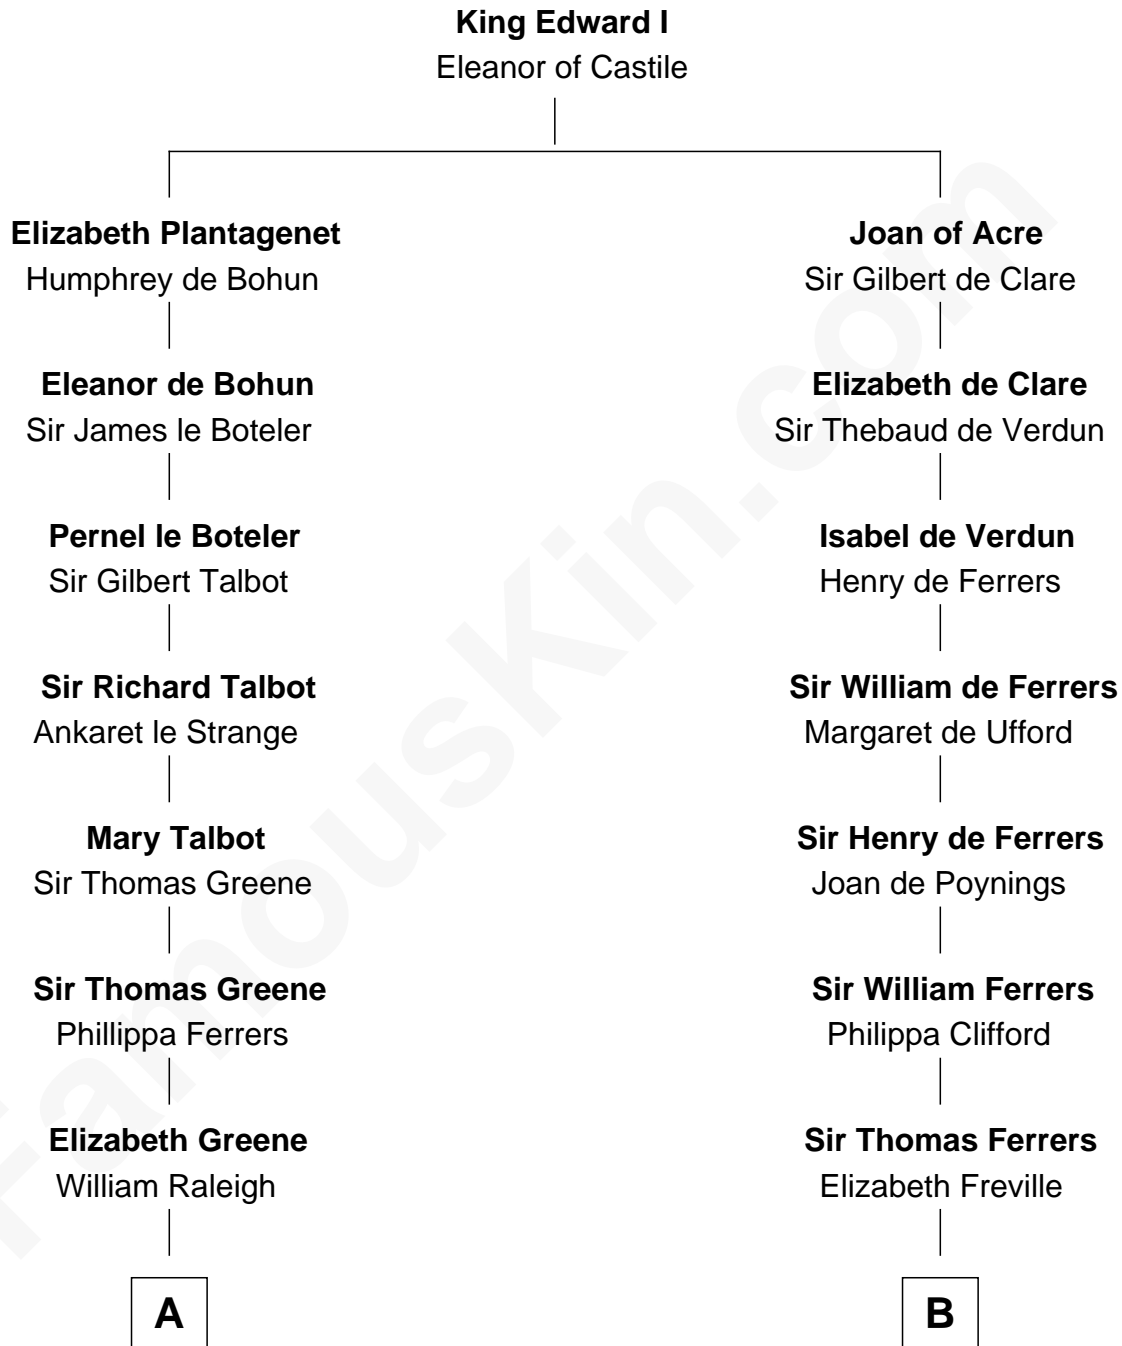 King Edward I
Eleanor of Castile
Elizabeth Plantagenet
Humphrey de Bohun
Joan of Acre
Sir Gilbert de Clare
Eleanor de Bohun
Sir James le Boteler
Elizabeth de Clare
Sir Thebaud de Verdun
Pernel le Boteler
Sir Gilbert Talbot
Isabel de Verdun
Henry de Ferrers
Sir Richard Talbot
Ankaret le Strange
Sir William de Ferrers
Margaret de Ufford
Mary Talbot
Sir Thomas Greene
Sir Henry de Ferrers
Joan de Poynings
Sir Thomas Greene
Phillippa Ferrers
Sir William Ferrers
Philippa Clifford
Elizabeth Greene
William Raleigh
Sir Thomas Ferrers
Elizabeth Freville
A
B
FamousKin.com